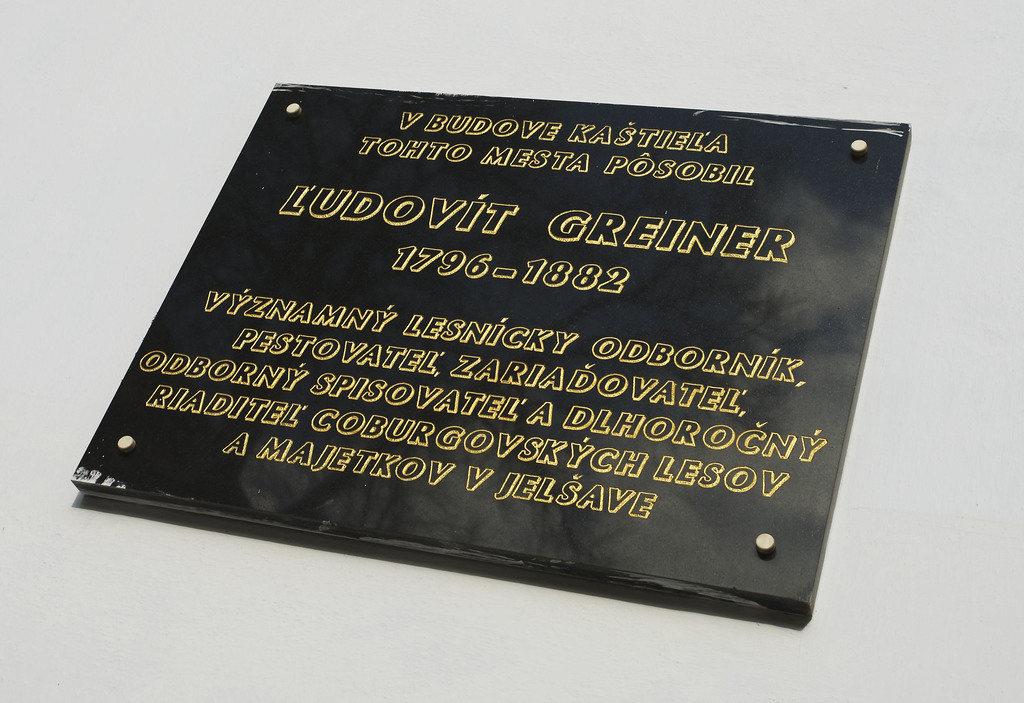 V BUDOVE KAŠTIEĽA
TOHTO MESTA PÔSOBIL
ĽUDOVÍT GREINER
1796-1882
VÝZNAMNÝ LESNÍCKY ODBORNÍK,
PESTOVATEĽ, ZARIAĎOVATEĽ,
ODBORNÝ SPISOVATEĽ A DLHOROČNÝ
RIADITEĽ COBURGOVSKÝCH LESOV
A MAJETKOV V JELŠAVE